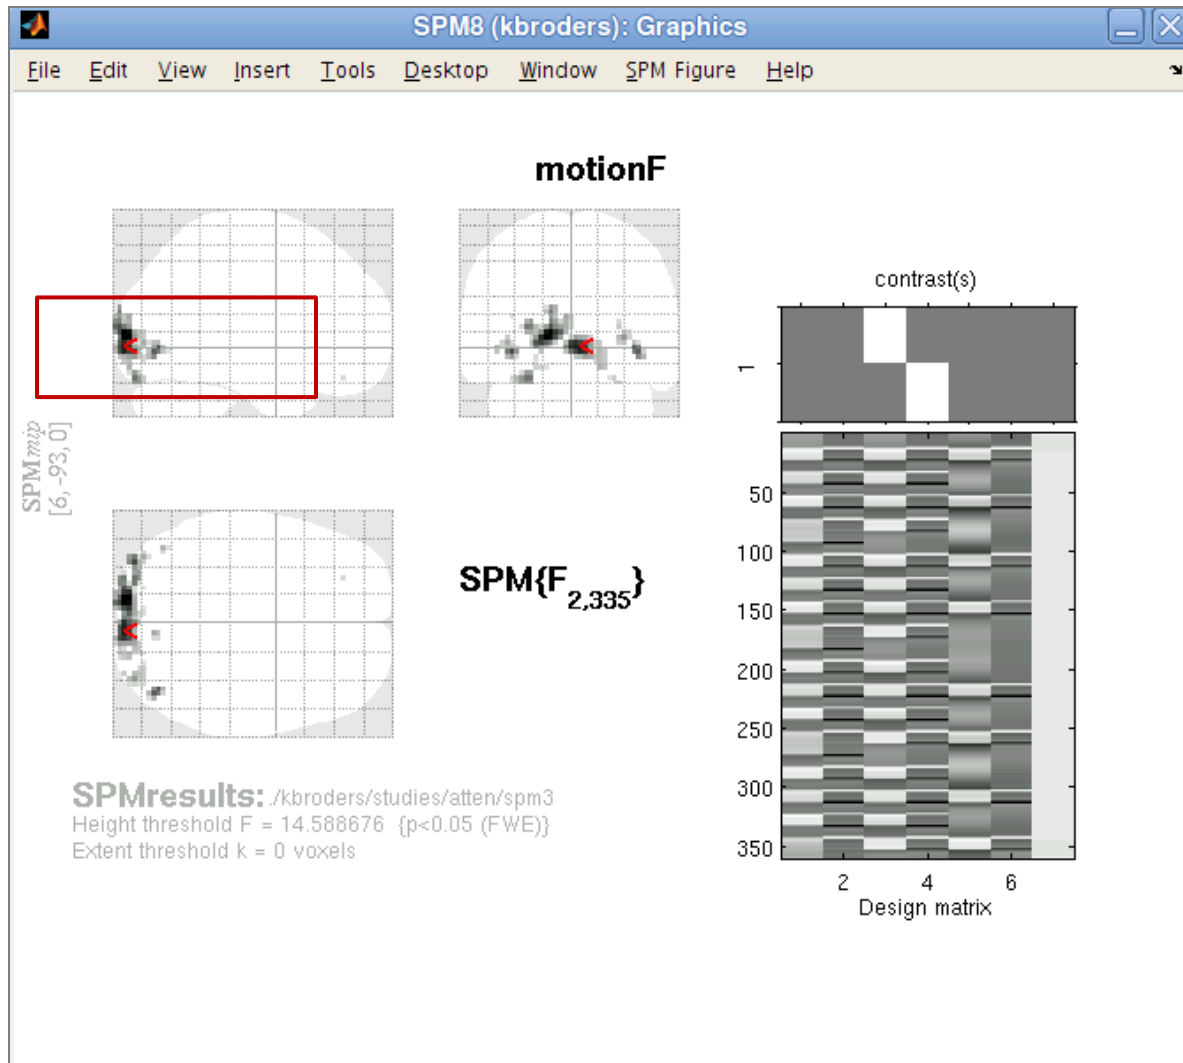 SPM8 (kbroders): Graphics
File Edit View Insert Tools Desktop Window SPM Figure Help
motionF
SPMmip
[6, -93, 0]
contrast(s)
1
50
100
150
200
250
300
350
2 4 6
Design matrix
SPM{F2,335}
SPMresults: ./kbroders/studies/atten/spm3
Height threshold F = 14.588676 {p<0.05 (FWE)}
Extent threshold k = 0 voxels